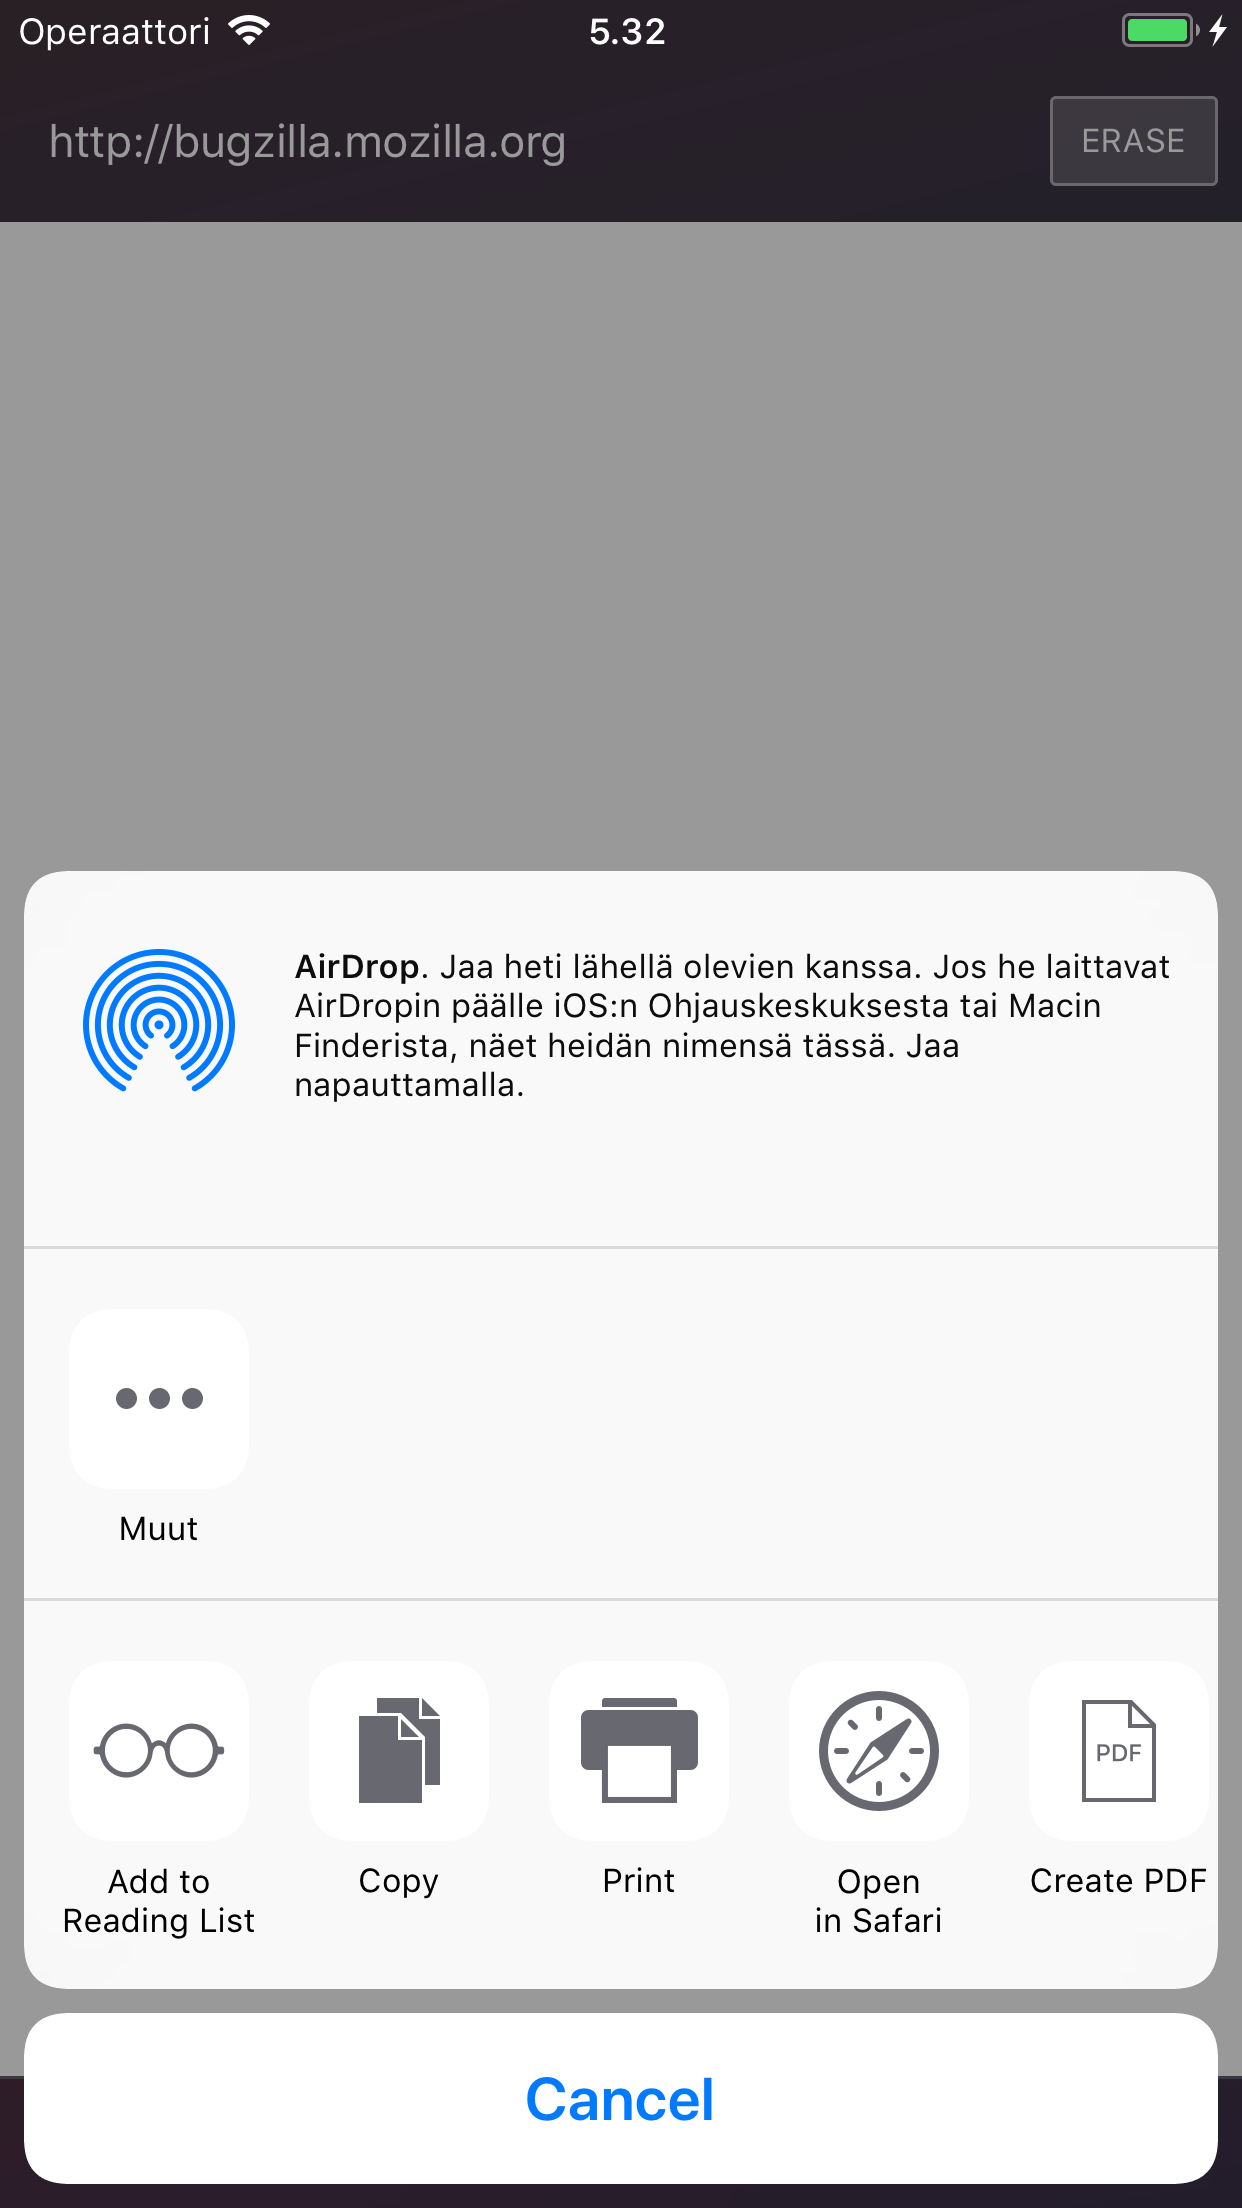 Operaattori 5.32
http://bugzilla.mozilla.org ERASE
AirDrop. Jaa heti lähellä olevien kanssa. Jos he laittavat
AirDropin päälle iOS:n Ohjauskeskuksesta tai Macin
Finderista, näet heidän nimensä tässä. Jaa
napauttamalla.
Muut
PDF
Add to
Reading List
Copy
Print
Open
in Safari
Create PDF
Cancel